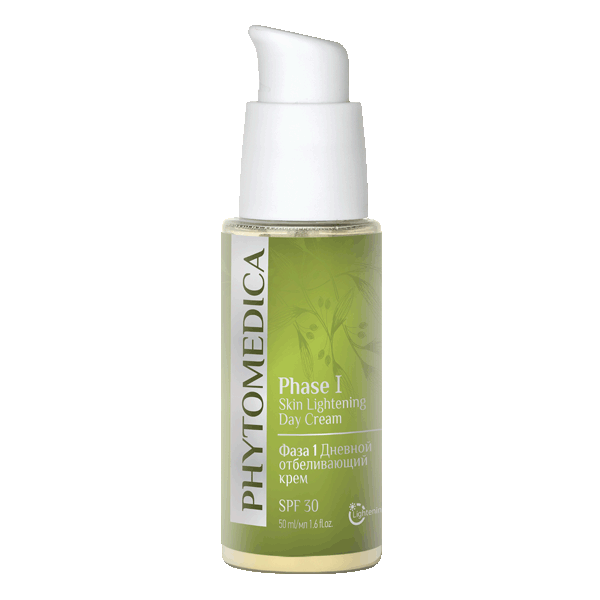 PHYTOMEDICA
Phase I
Skin Lightening
Day Cream
Фаза 1 Дневной
отбеливающий
крем
SPF 30
50 ml/мл 1.6 fl.oz.